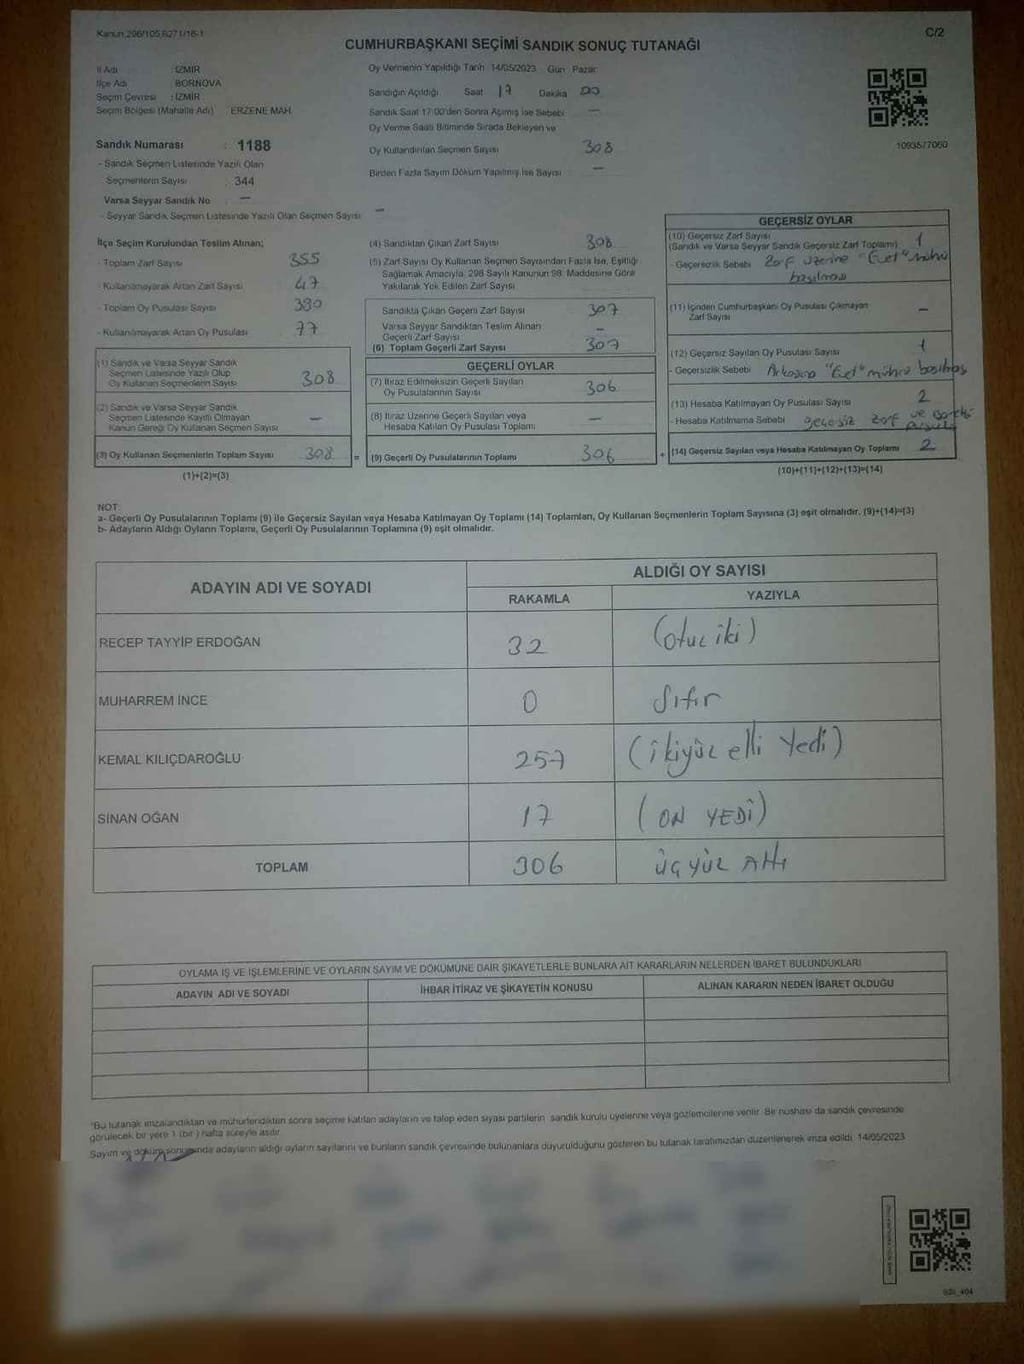 Kanun 298/105,6271/18-1
C/2
CUMHURBAŞKANI SEÇİMİ SANDIK SONUÇ TUTANAĞI
İl Adı : İZMİR
İlçe Adı : BORNOVA
Seçim Çevresi : İZMİR
Seçim Bölgesi (Mahalle Adı) : ERZENE MAH.
Oy Vermenin Yapıldığı Tarih 14/05/2023 Gün Pazar
Sandığın Açıldığı Saat 17 Dakika 00
Sandık Saat 17:00'den Sonra Açılmış İse Sebebi —
Oy Verme Saati Bitiminde Sırada Bekleyen ve
Oy Kullandırılan Seçmen Sayısı 308
Birden Fazla Sayım Döküm Yapılmış İse Sayısı —
Sandık Numarası : 1188
- Sandık Seçmen Listesinde Yazılı Olan
Seçmenlerin Sayısı : 344
Varsa Seyyar Sandık No : —
- Seyyar Sandık Seçmen Listesinde Yazılı Olan Seçmen Sayısı —
İlçe Seçim Kurulundan Teslim Alınan;
- Toplam Zarf Sayısı 355
- Kullanılmayarak Artan Zarf Sayısı 47
- Toplam Oy Pusulası Sayısı 380
- Kullanılmayarak Artan Oy Pusulası 77
(1) Sandık ve Varsa Seyyar Sandık
Seçmen Listesinde Yazılı Olup
Oy Kullanan Seçmenlerin Sayısı 308
(2) Sandık ve Varsa Seyyar Sandık
Seçmen Listesinde Kayıtlı Olmayan
Kanun Gereği Oy Kullanan Seçmen Sayısı —
(3) Oy Kullanan Seçmenlerin Toplam Sayısı 308 =
(1)+(2)=(3)
(4) Sandıktan Çıkan Zarf Sayısı 308
(5) Zarf Sayısı Oy Kullanan Seçmen Sayısından Fazla İse, Eşitliği
Sağlamak Amacıyla, 298 Sayılı Kanunun 98. Maddesine Göre
Yakılarak Yok Edilen Zarf Sayısı
Sandıkta Çıkan Geçerli Zarf Sayısı 307
Varsa Seyyar Sandıktan Teslim Alınan
Geçerli Zarf Sayısı —
(6) Toplam Geçerli Zarf Sayısı 307
GEÇERLİ OYLAR
(7) İtiraz Edilmeksizin Geçerli Sayılan
Oy Pusulalarının Sayısı 306
(8) İtiraz Üzerine Geçerli Sayılan veya
Hesaba Katılan Oy Pusulası Toplamı —
(9) Geçerli Oy Pusulalarının Toplamı 306 +
GEÇERSİZ OYLAR
(10) Geçersiz Zarf Sayısı
(Sandık ve Varsa Seyyar Sandık Geçersiz Zarf Toplamı) 1
- Geçersizlik Sebebi Zarf üzerine "Evet" mührü
basılması
(11) İçinden Cumhurbaşkanı Oy Pusulası Çıkmayan
Zarf Sayısı —
(12) Geçersiz Sayılan Oy Pusulası Sayısı 1
- Geçersizlik Sebebi Arkasına "Evet" mührü basılması
(13) Hesaba Katılmayan Oy Pusulası Sayısı 2
- Hesaba Katılmama Sebebi geçersiz zarf ve
(14) Geçersiz Sayılan veya Hesaba Katılmayan Oy Toplamı 2
(10)+(11)+(12)+(13)=(14)
NOT:
a- Geçerli Oy Pusulalarının Toplamı (9) ile Geçersiz Sayılan veya Hesaba Katılmayan Oy Toplamı (14) Toplamları, Oy Kullanan Seçmenlerin Toplam Sayısına (3) eşit olmalıdır. (9)+(14)=(3)
b- Adayların Aldığı Oyların Toplamı, Geçerli Oy Pusulalarının Toplamına (9) eşit olmalıdır.
ADAYIN ADI VE SOYADI
ALDIĞI OY SAYISI
RAKAMLA YAZIYLA
RECEP TAYYİP ERDOĞAN 32 (otuz iki)
MUHARREM İNCE 0 Sıfır
KEMAL KILIÇDAROĞLU 257 (ikiyüz elli Yedi)
SİNAN OĞAN 17 (ON YEDİ)
TOPLAM 306 üçyüz Altı
OYLAMA İŞ VE İŞLEMLERİNE VE OYLARIN SAYIM VE DÖKÜMÜNE DAİR ŞİKAYETLERLE BUNLARA AİT KARARLARIN NELERDEN İBARET BULUNDUKLARI
ADAYIN ADI VE SOYADI İHBAR İTİRAZ VE ŞİKAYETİN KONUSU ALINAN KARARIN NEDEN İBARET OLDUĞU
"Bu tutanak imzalandıktan ve mühürlendikten sonra seçime katılan adayların ve talep eden siyasi partilerin sandık kurulu üyelerine veya gözlemcilerine verilir. Bir nüshası da sandık çevresinde
görülecek bir yere 1 (bir) hafta süreyle asılır.
Sayım ve döküm sonucunda adayların aldığı oyların sayılarını ve bunların sandık çevresinde bulunanlara duyurulduğunu gösteren bu tutanak tarafımızdan düzenlenerek imza edildi. 14/05/2023